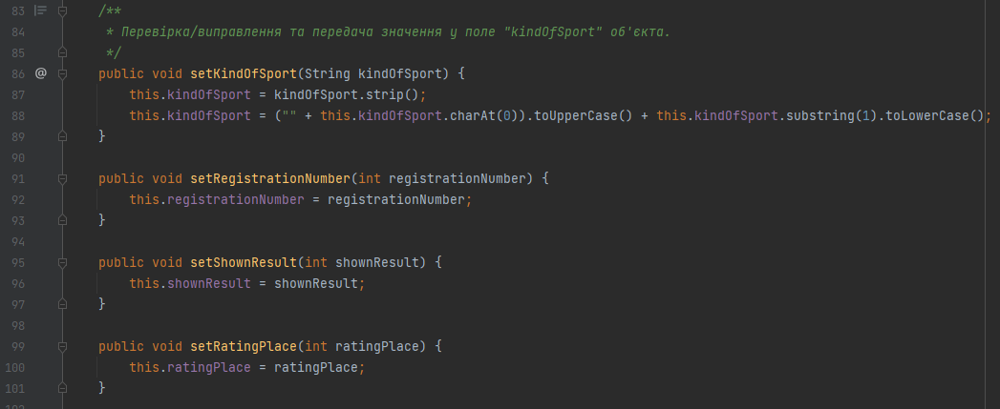 83 /**
84 * Перевірка/виправлення та передача значення у поле "kindOfSport" об'єкта.
85 */
86 @ public void setKindOfSport(String kindOfSport) {
87 this.kindOfSport = kindOfSport.strip();
88 this.kindOfSport = ("" + this.kindOfSport.charAt(0)).toUpperCase() + this.kindOfSport.substring(1).toLowerCase();
89 }
90
91 public void setRegistrationNumber(int registrationNumber) {
92 this.registrationNumber = registrationNumber;
93 }
94
95 public void setShownResult(int shownResult) {
96 this.shownResult = shownResult;
97 }
98
99 public void setRatingPlace(int ratingPlace) {
100 this.ratingPlace = ratingPlace;
101 }